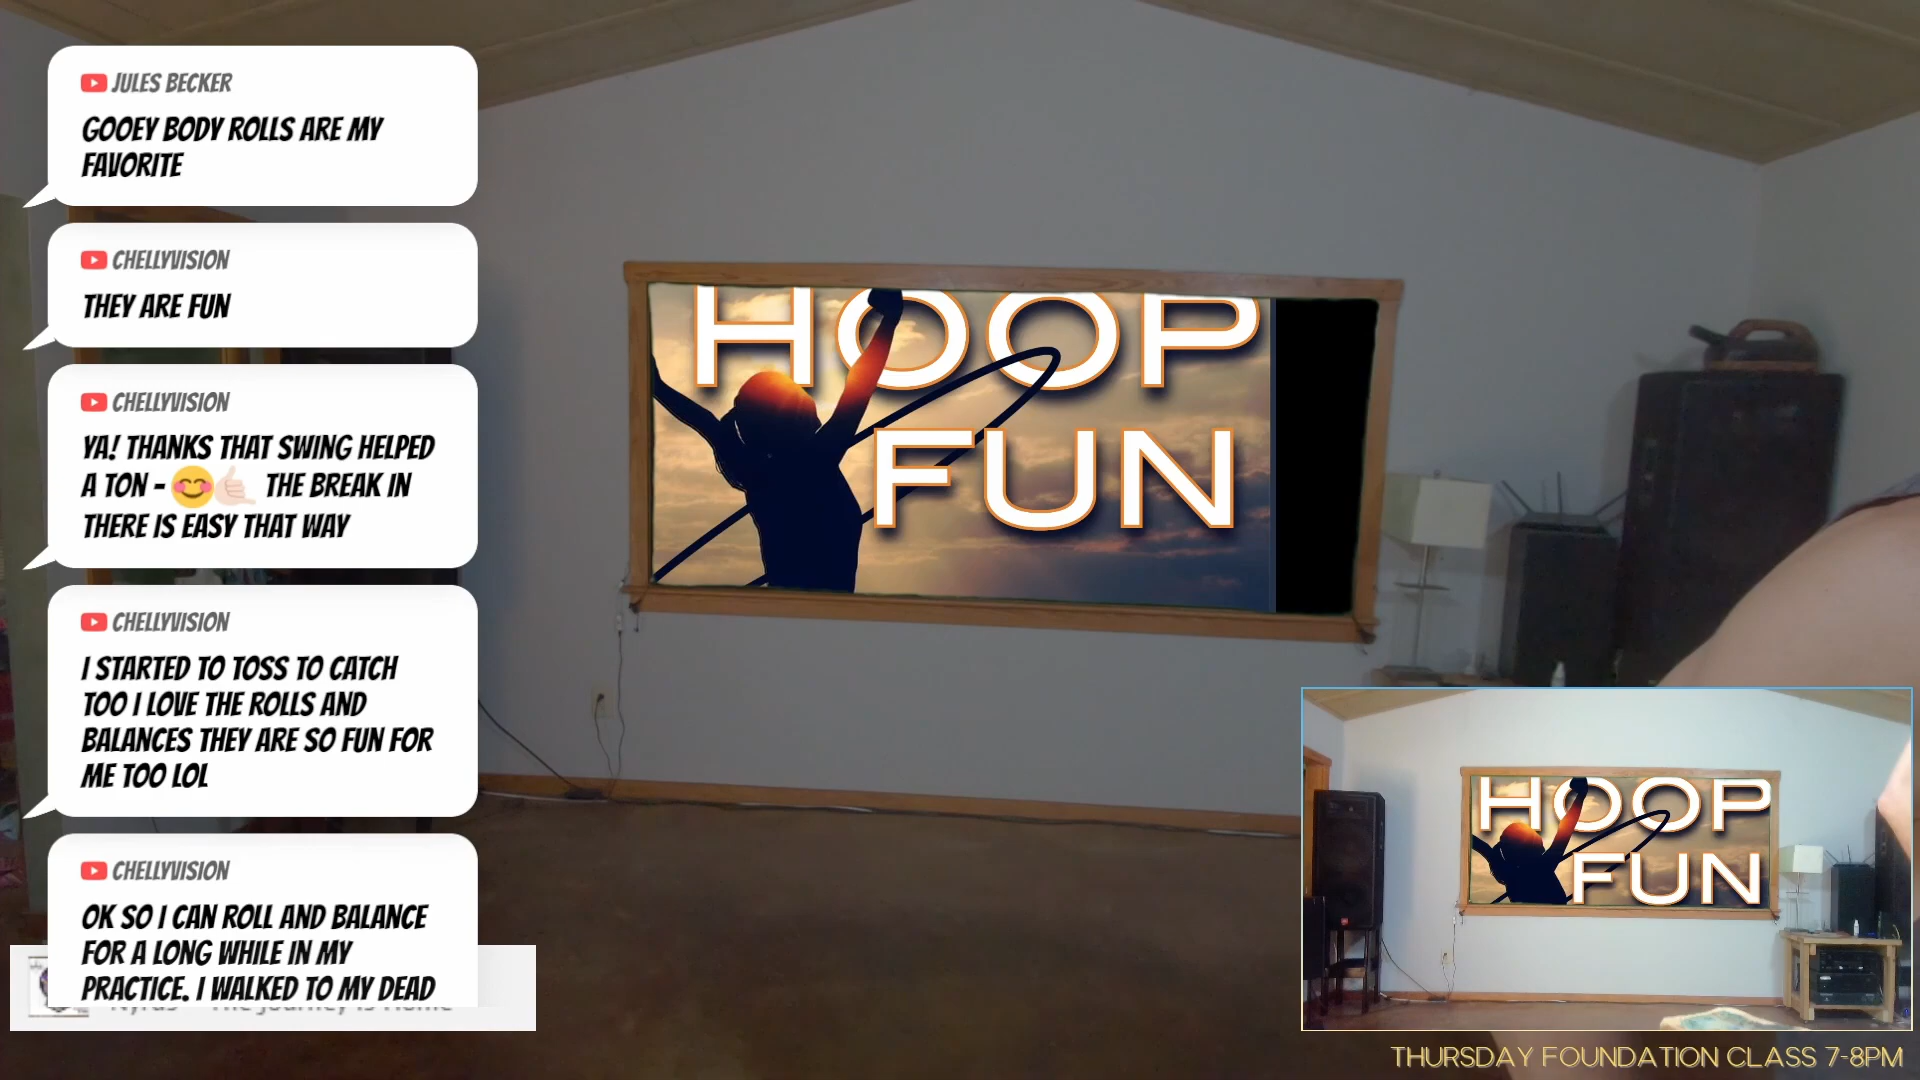 JULES BECKER
GOOEY BODY ROLLS ARE MY
FAVORITE
CHELLYVISION
THEY ARE FUN
CHELLYVISION
YA! THANKS THAT SWING HELPED
A TON - 😊🤙🏻 THE BREAK IN
THERE IS EASY THAT WAY
CHELLYVISION
I STARTED TO TOSS TO CATCH
TOO I LOVE THE ROLLS AND
BALANCES THEY ARE SO FUN FOR
ME TOO LOL
CHELLYVISION
OK SO I CAN ROLL AND BALANCE
FOR A LONG WHILE IN MY
PRACTICE. I WALKED TO MY DEAD
HOOP
FUN
HOOP
FUN
THURSDAY FOUNDATION CLASS 7-8PM